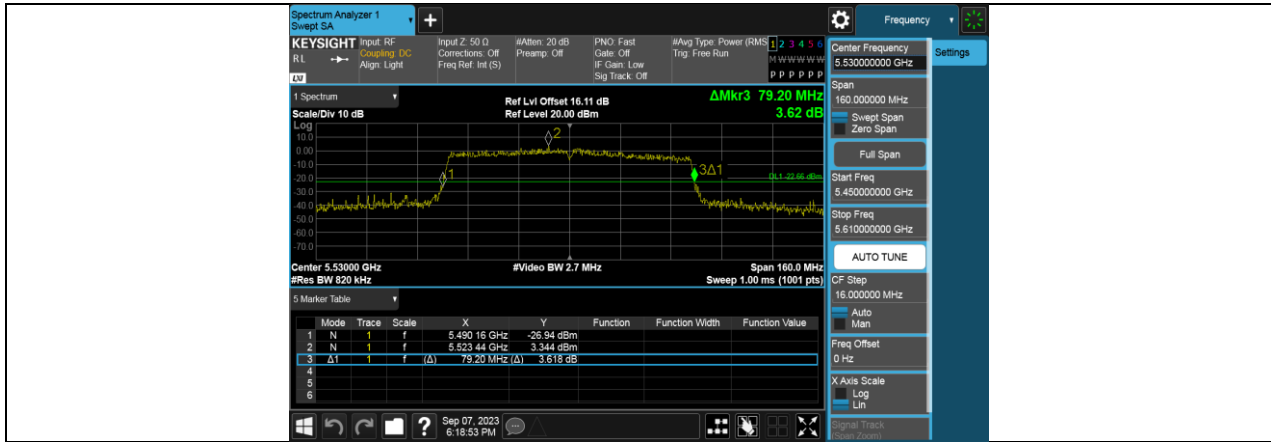 Spectrum Analyzer 1
Swept SA
+
Frequency
KEYSIGHT
RL
LXI
Input: RF
Coupling: DC
Align: Light
Input Z: 50 Ω
Corrections: Off
Freq Ref: Int (S)
#Atten: 20 dB
Preamp: Off
PNO: Fast
Gate: Off
IF Gain: Low
Sig Track: Off
#Avg Type: Power (RMS
Trig: Free Run
1 2 3 4 5 6
M W W W W W
P P P P P P
1 Spectrum
Scale/Div 10 dB
Ref Lvl Offset 16.11 dB
Ref Level 20.00 dBm
ΔMkr3 79.20 MHz
3.62 dB
Log
10.0
0.00
-10.0
-20.0
-30.0
-40.0
-50.0
-60.0
-70.0
2
1
3Δ1
DL1 -22.66 dBm
Center 5.53000 GHz
#Res BW 820 kHz
#Video BW 2.7 MHz
Span 160.0 MHz
Sweep 1.00 ms (1001 pts)
5 Marker Table
Mode Trace Scale X Y Function Function Width Function Value
1 N 1 f 5.490 16 GHz -26.94 dBm
2 N 1 f 5.523 44 GHz 3.344 dBm
3 Δ1 1 f (Δ) 79.20 MHz (Δ) 3.618 dB
4
5
6
?
Sep 07, 2023
6:18:53 PM
Center Frequency
5.530000000 GHz
Settings
Span
160.000000 MHz
Swept Span
Zero Span
Full Span
Start Freq
5.450000000 GHz
Stop Freq
5.610000000 GHz
AUTO TUNE
CF Step
16.000000 MHz
Auto
Man
Freq Offset
0 Hz
X Axis Scale
Log
Lin
Signal Track
(Span Zoom)